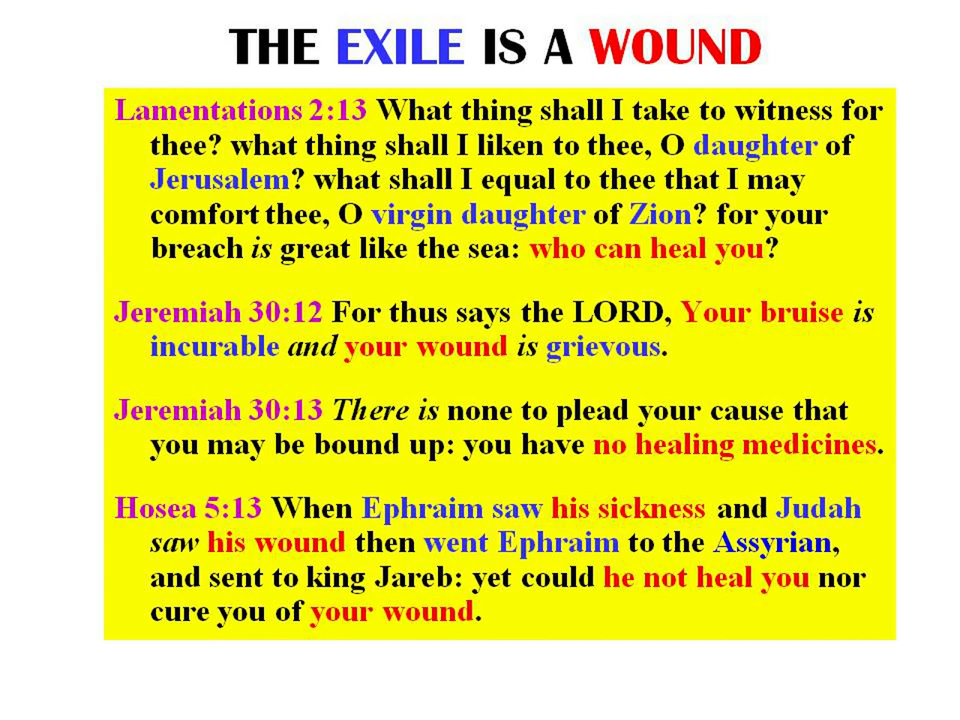 THE EXILE IS A WOUND
Lamentations 2:13 What thing shall I take to witness for
thee? what thing shall I liken to thee, O daughter of
Jerusalem? what shall I equal to thee that I may
comfort thee, O virgin daughter of Zion? for your
breach is great like the sea: who can heal you?
Jeremiah 30:12 For thus says the LORD, Your bruise is
incurable and your wound is grievous.
Jeremiah 30:13 There is none to plead your cause that
you may be bound up: you have no healing medicines.
Hosea 5:13 When Ephraim saw his sickness and Judah
saw his wound then went Ephraim to the Assyrian,
and sent to king Jareb: yet could he not heal you nor
cure you of your wound.